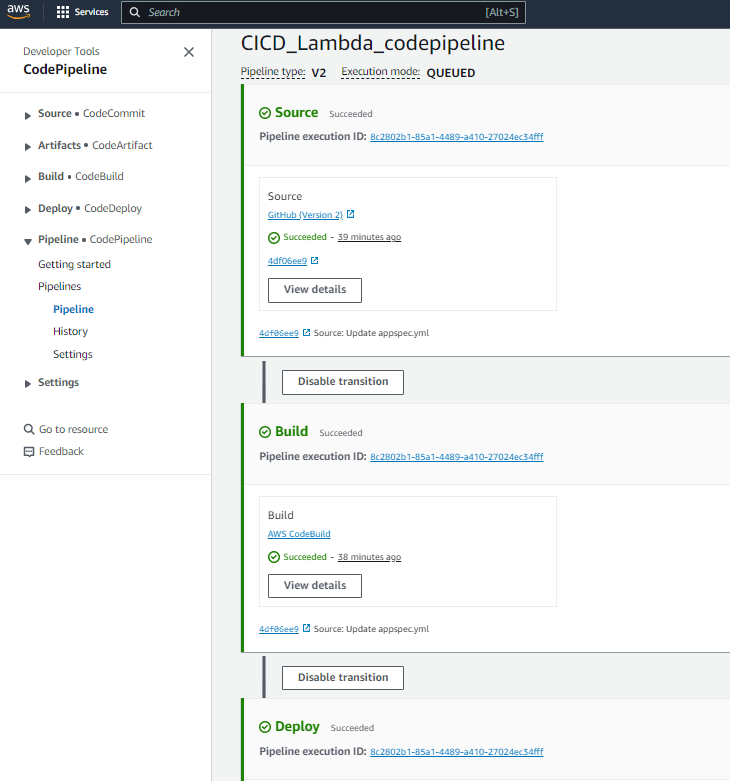 aws
Services
Search
[Alt+S]
Developer Tools
CodePipeline
Source • CodeCommit
Artifacts • CodeArtifact
Build • CodeBuild
Deploy • CodeDeploy
Pipeline • CodePipeline
Getting started
Pipelines
Pipeline
History
Settings
Settings
Go to resource
Feedback
CICD_Lambda_codepipeline
Pipeline type: V2 Execution mode: QUEUED
Source Succeeded
Pipeline execution ID: 8c2802b1-85a1-4489-a410-27024ec34fff
Source
GitHub (Version 2)
Succeeded - 39 minutes ago
4df06ee9
View details
4df06ee9 Source: Update appspec.yml
Disable transition
Build Succeeded
Pipeline execution ID: 8c2802b1-85a1-4489-a410-27024ec34fff
Build
AWS CodeBuild
Succeeded - 38 minutes ago
View details
4df06ee9 Source: Update appspec.yml
Disable transition
Deploy Succeeded
Pipeline execution ID: 8c2802b1-85a1-4489-a410-27024ec34fff